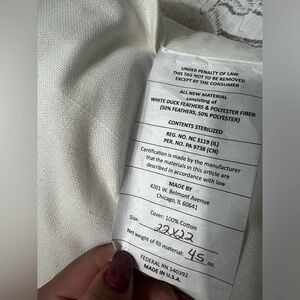 UNDER PENALTY OF LAW
THIS TAG NOT TO BE REMOVED
EXCEPT BY THE CONSUMER
ALL NEW MATERIAL
consisting of
WHITE DUCK FEATHERS & POLYESTER FIBER
(50% FEATHERS, 50% POLYESTER)
CONTENTS STERILIZED
REG. NO. NC 3119 (IL)
PER. NO. PA 9738 (CN)
Certification is made by the manufacturer
that the materials in this article are
described in accordance with law
MADE BY
4201 W. Belmont Avenue
Chicago, IL 60641
Cover: 100% Cotton
Size: 22x22
Net weight of fill material: 45 oz.
FEDERAL RN 140392
MADE IN U.S.A.